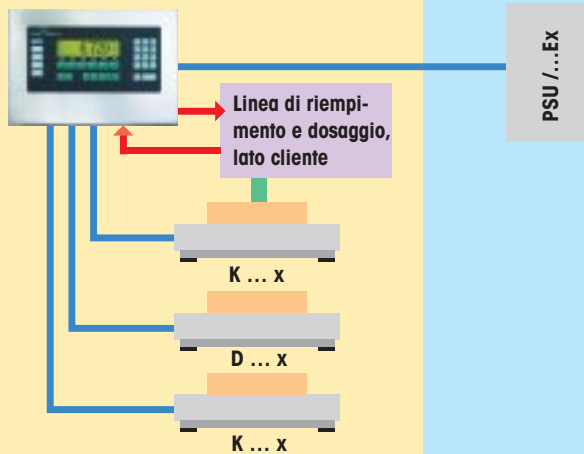 Linea di riempi-
mento e dosaggio,
lato cliente
PSU /...Ex
K ... x
D ... x
K ... x